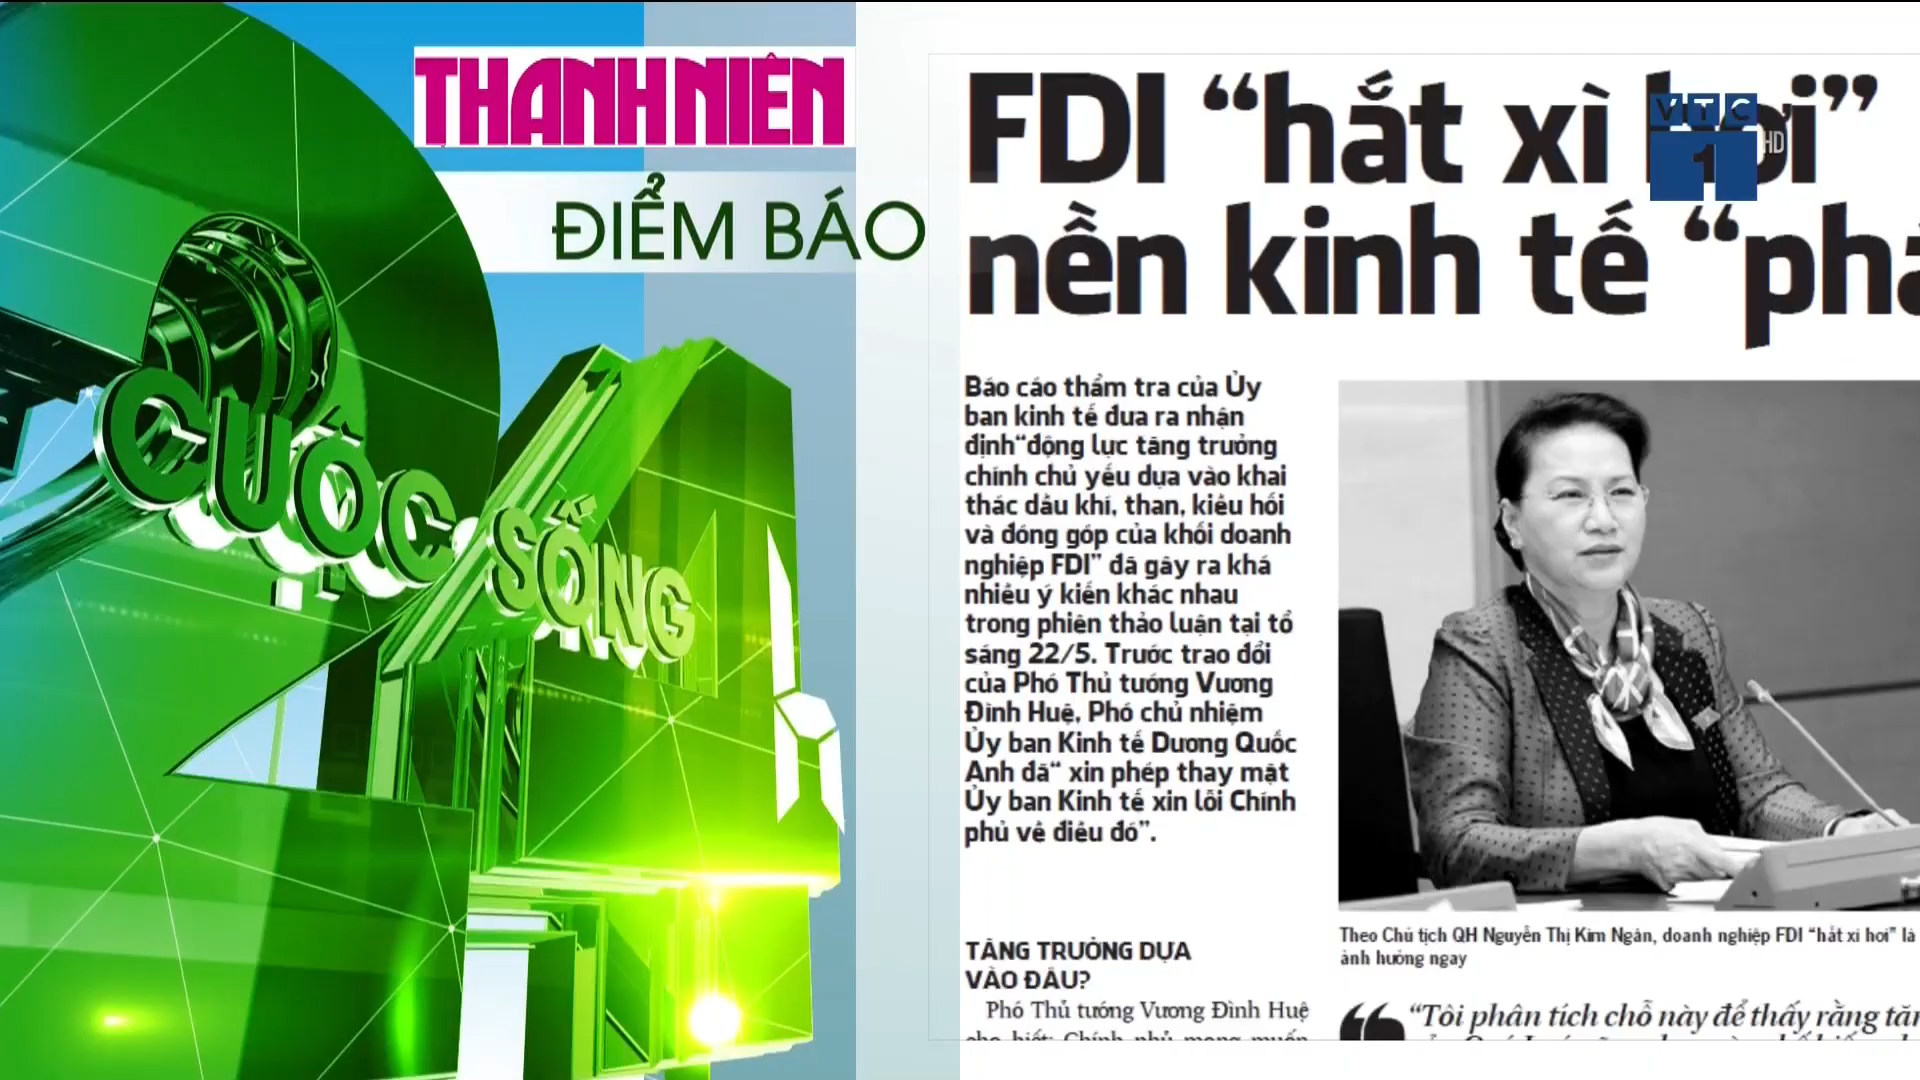 THANH NIÊN
ĐIỂM BÁO
CUỘC SỐNG
24h
VTC
1
HD
FDI “hắt xì hơi”
nền kinh tế
Báo cáo thẩm tra của Ủy
ban kinh tế đưa ra nhận
định“động lực tăng trưởng
chính chủ yếu dựa vào khai
thác dầu khí, than, kiều hối
và đóng góp của khối doanh
nghiệp FDI” đã gây ra khá
nhiều ý kiến khác nhau
trong phiên thảo luận tại tổ
sáng 22/5. Trước trao đổi
của Phó Thủ tướng Vương
Đình Huệ, Phó chủ nhiệm
Ủy ban Kinh tế Dương Quốc
Anh đã“ xin phép thay mặt
Ủy ban Kinh tế xin lỗi Chính
phủ về điều đó”.
TĂNG TRƯỞNG DỰA
VÀO ĐÂU?
Phó Thủ tướng Vương Đình Huệ
Theo Chủ tịch QH Nguyễn Thị Kim Ngân, doanh nghiệp FDI “hắt xì hơi” là
ảnh hưởng ngay
“Tôi phân tích chỗ này để thấy rằng